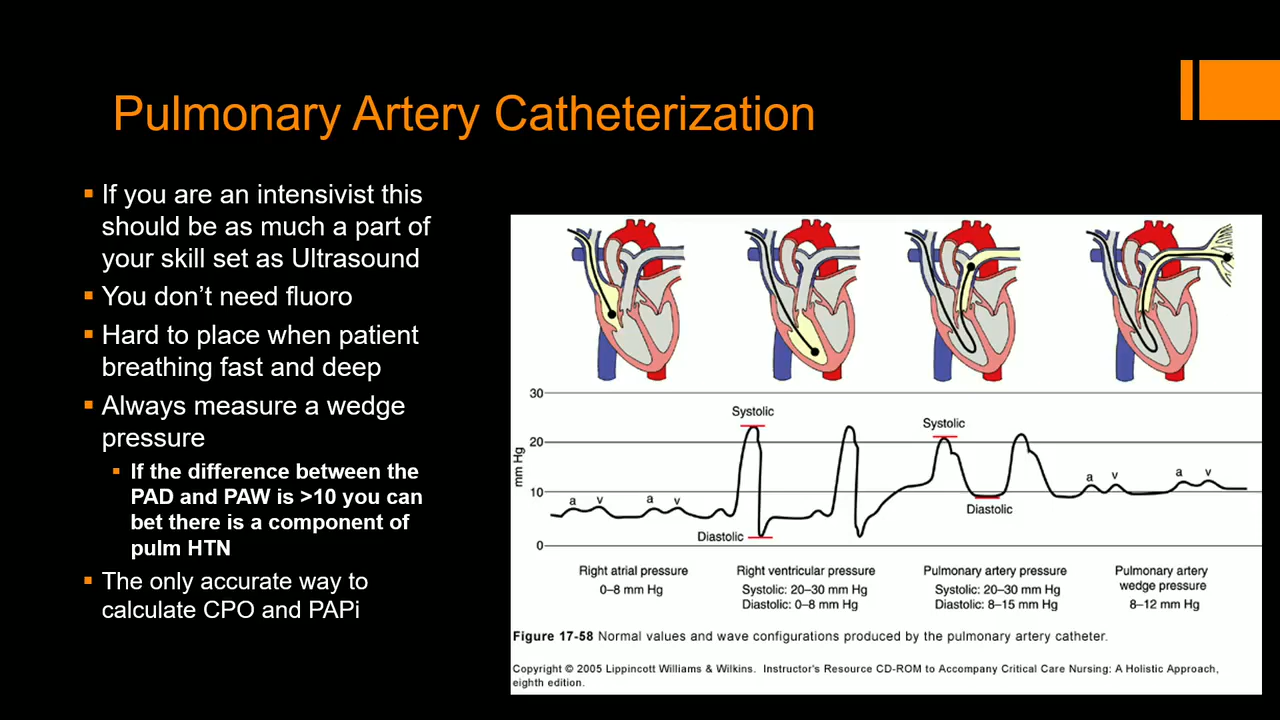 Pulmonary Artery Catheterization
▪ If you are an intensivist this
should be as much a part of
your skill set as Ultrasound
▪ You don't need fluoro
▪ Hard to place when patient
breathing fast and deep
▪ Always measure a wedge
pressure
▪ If the difference between the
PAD and PAW is >10 you can
bet there is a component of
pulm HTN
▪ The only accurate way to
calculate CPO and PAPi
30
20
10
0
mm Hg
a v a v
Systolic
Diastolic
Systolic
Diastolic
a v a v
Right atrial pressure
0–8 mm Hg
Right ventricular pressure
Systolic: 20–30 mm Hg
Diastolic: 0–8 mm Hg
Pulmonary artery pressure
Systolic: 20–30 mm Hg
Diastolic: 8–15 mm Hg
Pulmonary artery
wedge pressure
8–12 mm Hg
Figure 17-58 Normal values and wave configurations produced by the pulmonary artery catheter.
Copyright © 2005 Lippincott Williams & Wilkins. Instructor's Resource CD-ROM to Accompany Critical Care Nursing: A Holistic Approach,
eighth edition.